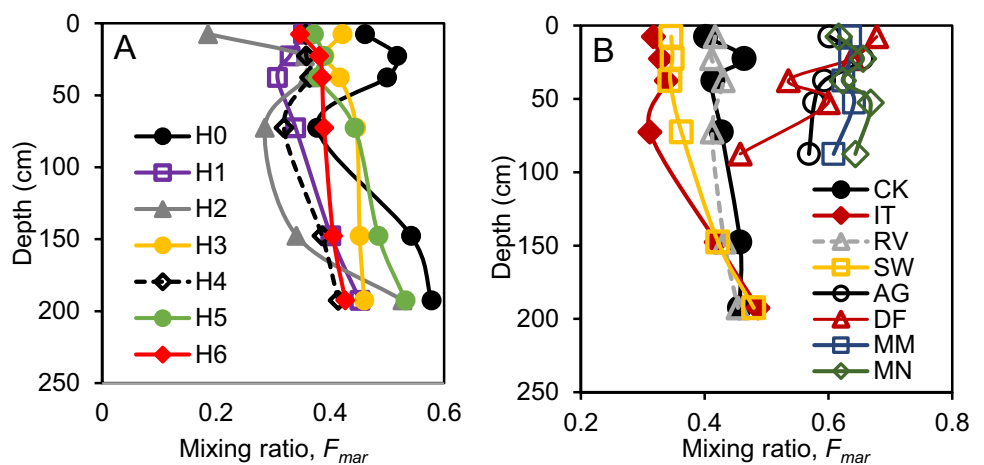 A
0
50
100
150
200
250
Depth (cm)
H0
H1
H2
H3
H4
H5
H6
0
0.2
0.4
0.6
Mixing ratio, F_mar
B
0
50
100
150
200
250
Depth (cm)
CK
IT
RV
SW
AG
DF
MM
MN
0.2
0.4
0.6
0.8
Mixing ratio, F_mar